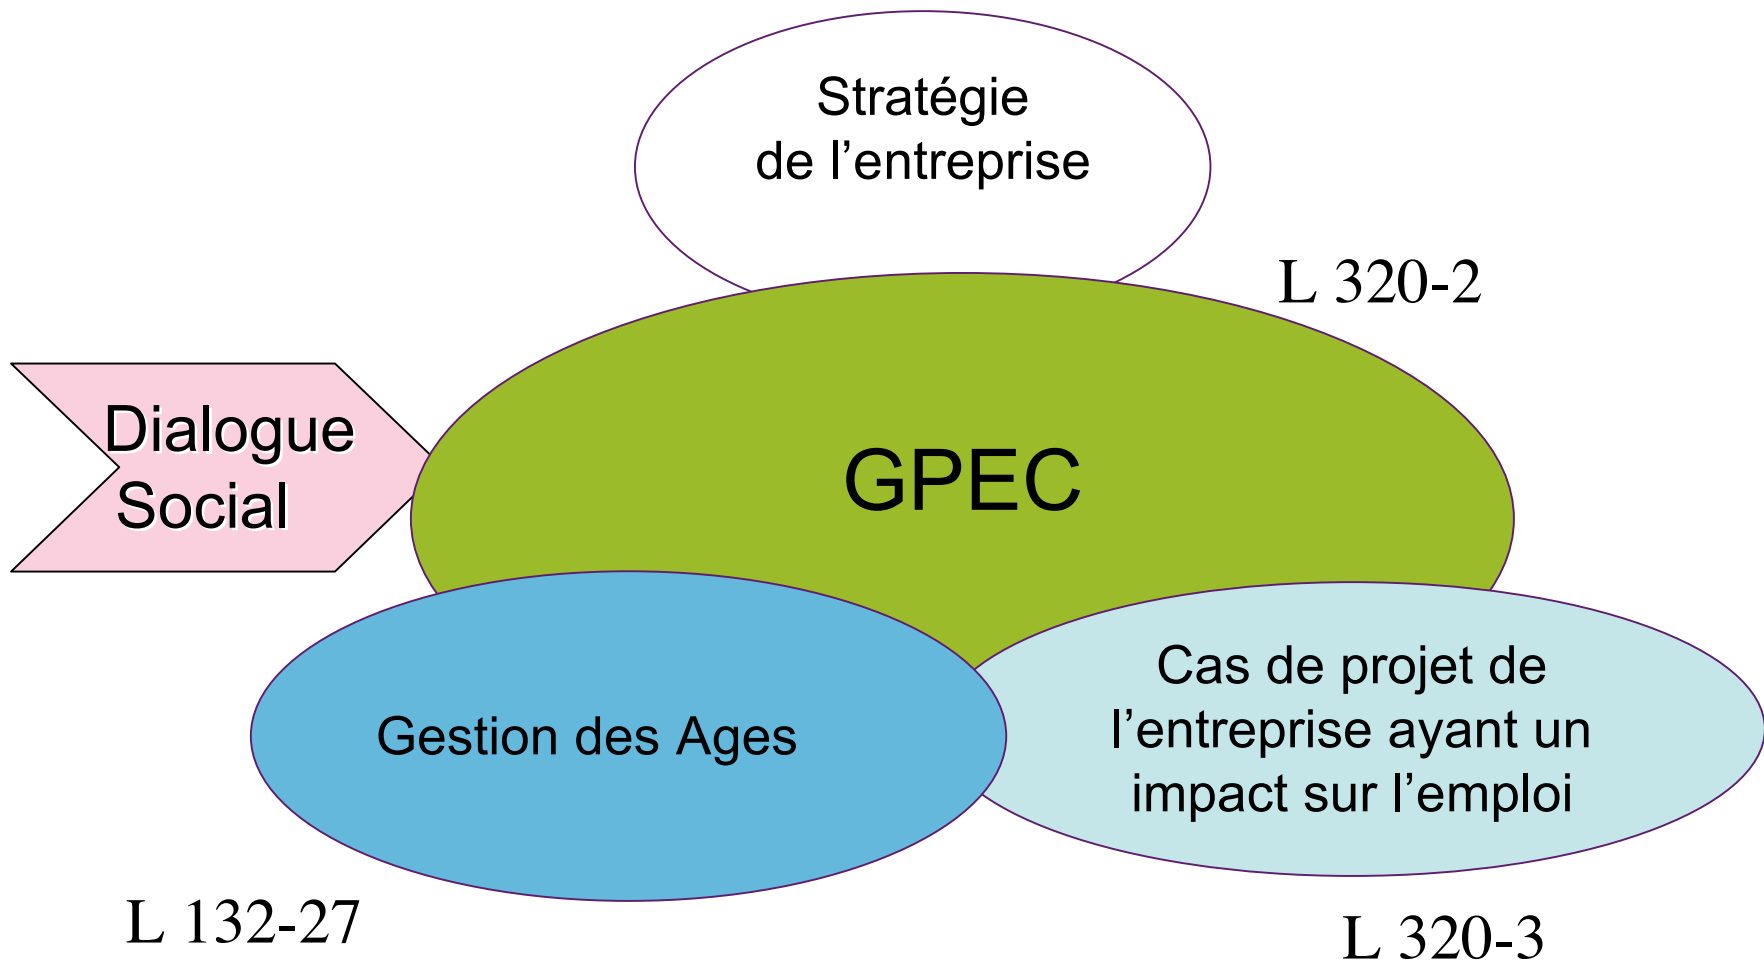 Stratégie
de l’entreprise
L 320-2
Dialogue
Social
GPEC
Gestion des Ages
Cas de projet de
l’entreprise ayant un
impact sur l’emploi
L 132-27
L 320-3